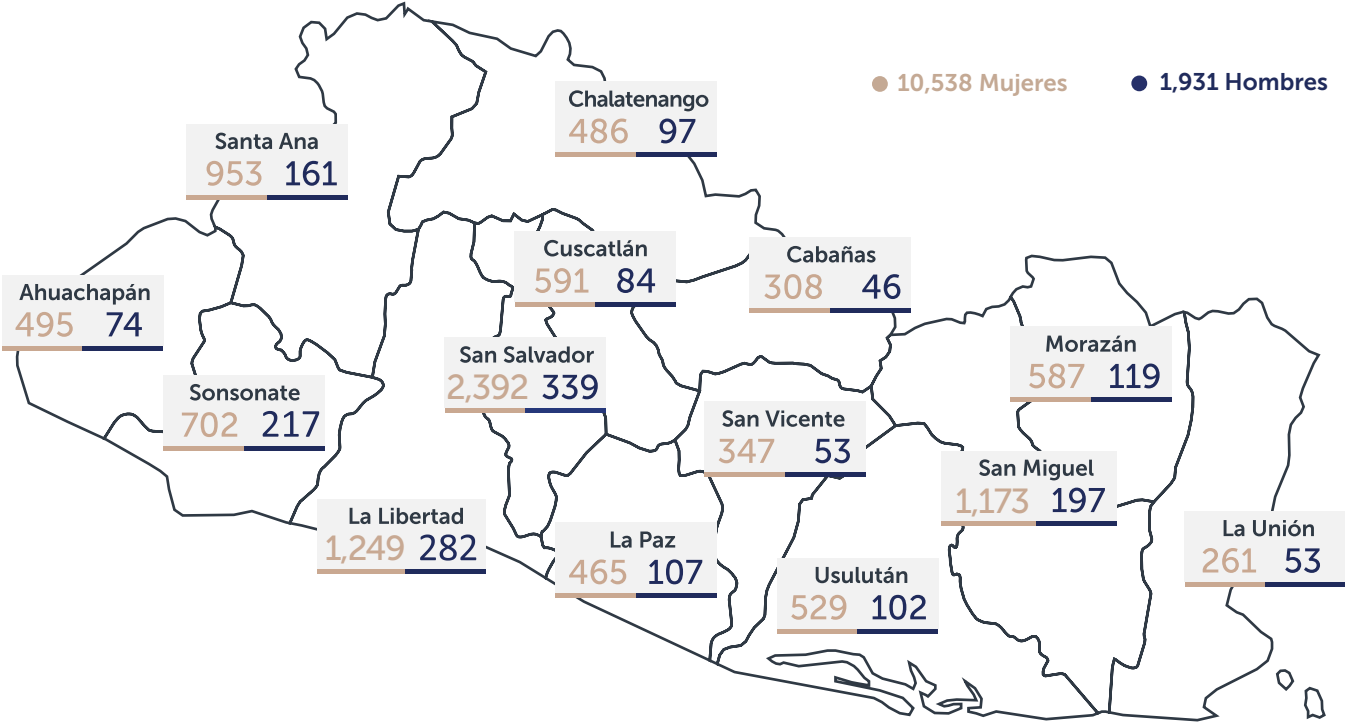 10,538 Mujeres
1,931 Hombres
Chalatenango
486 97
Santa Ana
953 161
Cuscatlán
591 84
Cabañas
308 46
Ahuachapán
495 74
Morazán
587 119
San Salvador
2,392 339
Sonsonate
702 217
San Vicente
347 53
San Miguel
1,173 197
La Libertad
1,249 282
La Unión
261 53
La Paz
465 107
Usulután
529 102